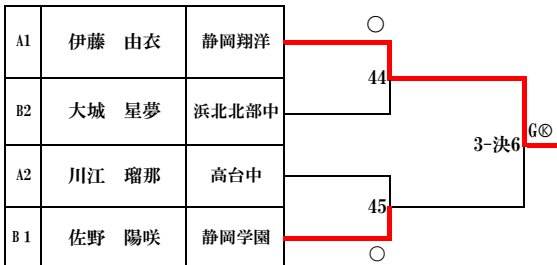 A1 伊藤 由衣 静岡翔洋
B2 大城 星夢 浜北北部中
A2 川江 瑠那 高台中
B1 佐野 陽咲 静岡学園
○
44
3-決6
GⓀ
45
○